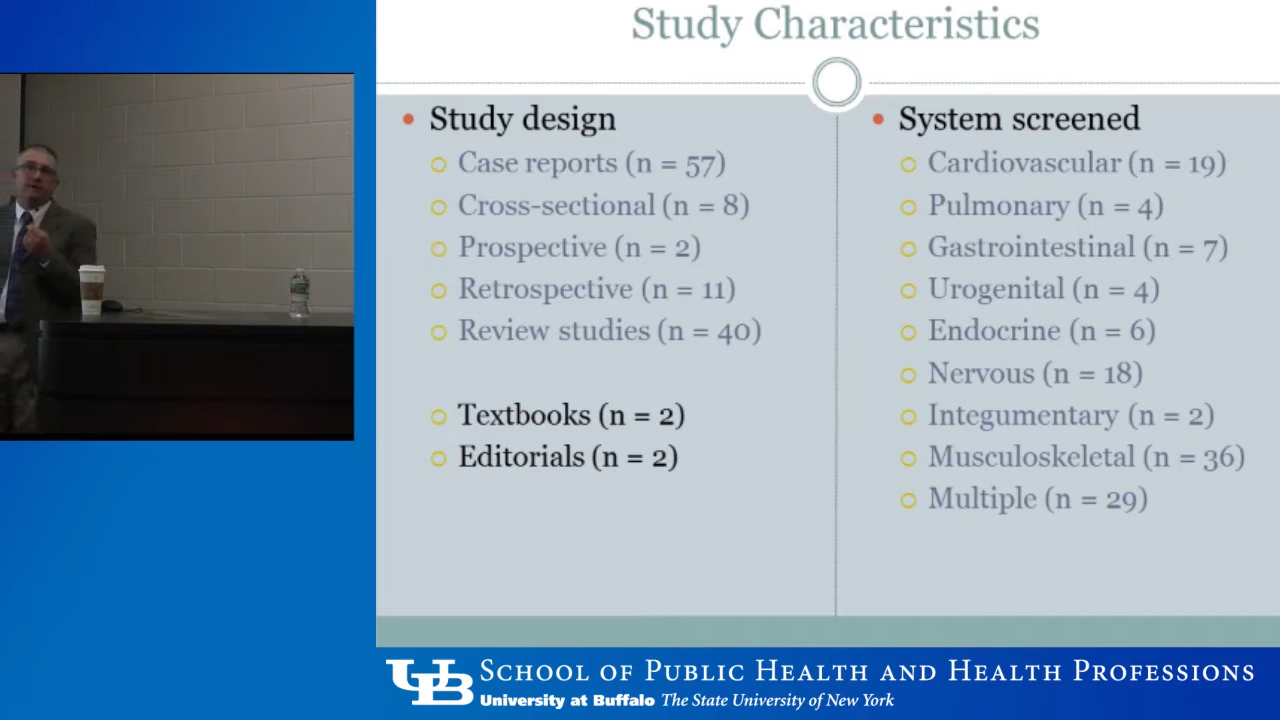 Study Characteristics
Study design
Case reports (n = 57)
Cross-sectional (n = 8)
Prospective (n = 2)
Retrospective (n = 11)
Review studies (n = 40)
Textbooks (n = 2)
Editorials (n = 2)
System screened
Cardiovascular (n = 19)
Pulmonary (n = 4)
Gastrointestinal (n = 7)
Urogenital (n = 4)
Endocrine (n = 6)
Nervous (n = 18)
Integumentary (n = 2)
Musculoskeletal (n = 36)
Multiple (n = 29)
UB School of Public Health and Health Professions
University at Buffalo The State University of New York